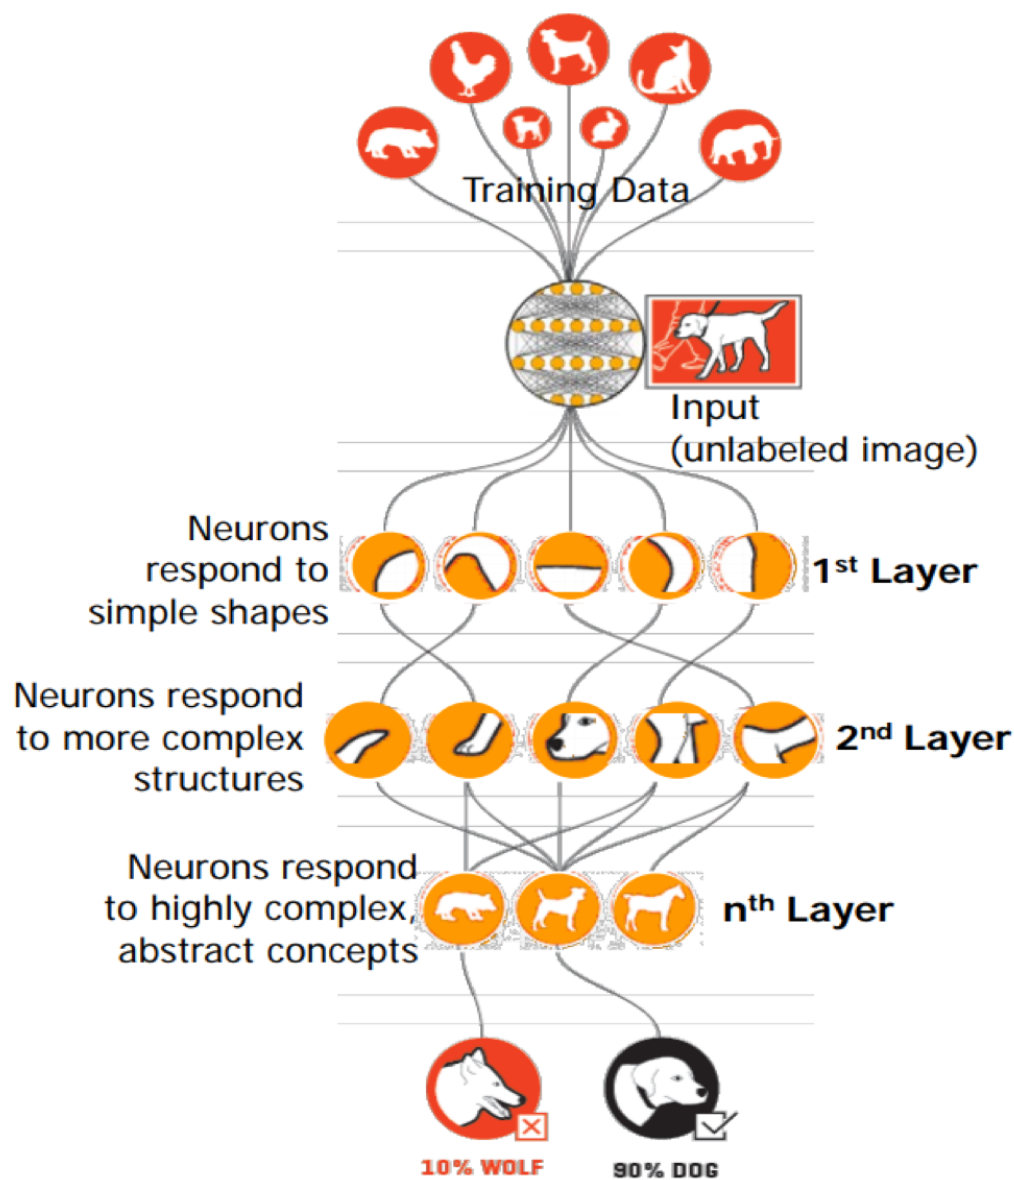 Training Data
Input
(unlabeled image)
Neurons
respond to
simple shapes
1st Layer
Neurons respond
to more complex
structures
2nd Layer
Neurons respond
to highly complex,
abstract concepts
nth Layer
10% WOLF
90% DOG